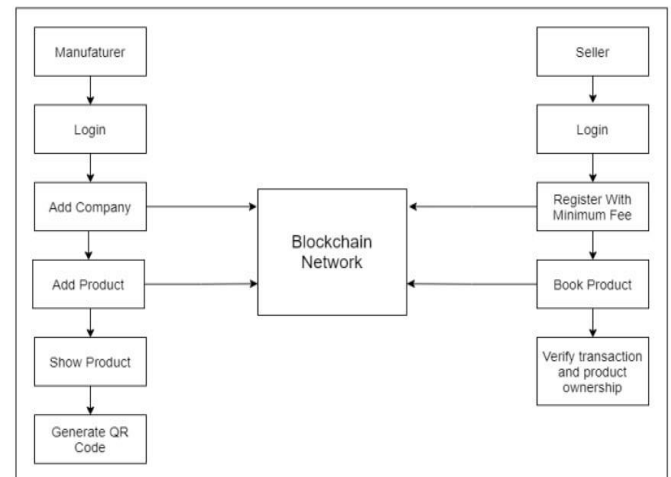 Manufaturer
Login
Add Company
Add Product
Show Product
Generate QR
Code
Blockchain
Network
Seller
Login
Register With
Minimum Fee
Book Product
Verify transaction
and product
ownership